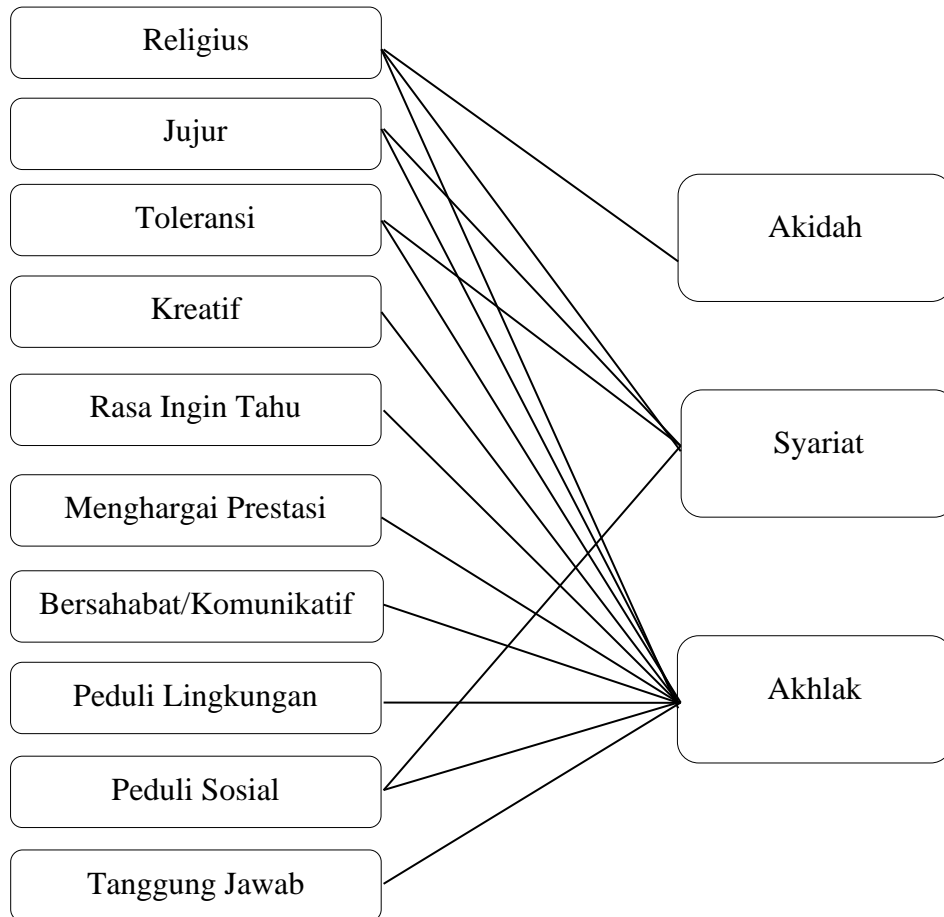 Religius
Jujur
Toleransi
Kreatif
Rasa Ingin Tahu
Menghargai Prestasi
Bersahabat/Komunikatif
Peduli Lingkungan
Peduli Sosial
Tanggung Jawab
Akidah
Syariat
Akhlak